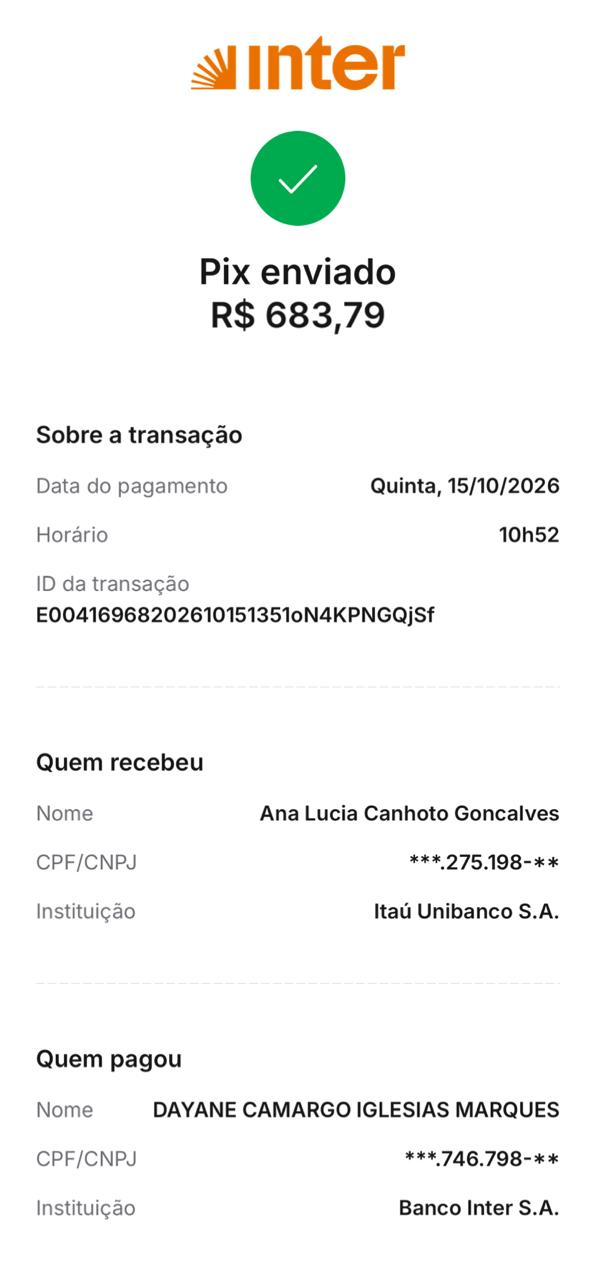 inter
Pix enviado
R$ 683,79
Sobre a transação
Data do pagamento Quinta, 15/10/2026
Horário 10h52
ID da transação
E00416968202610151351oN4KPNGQjSf
Quem recebeu
Nome Ana Lucia Canhoto Goncalves
CPF/CNPJ ***.275.198-**
Instituição Itaú Unibanco S.A.
Quem pagou
Nome DAYANE CAMARGO IGLESIAS MARQUES
CPF/CNPJ ***.746.798-**
Instituição Banco Inter S.A.